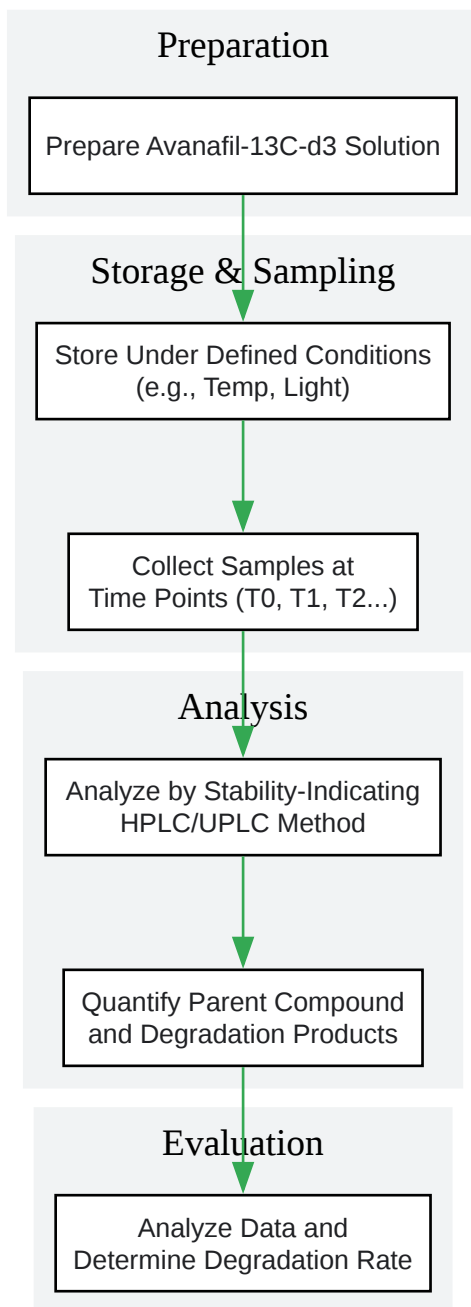 Preparation
Prepare Avanafil-13C-d3 Solution
Storage & Sampling
Store Under Defined Conditions
(e.g., Temp, Light)
Collect Samples at
Time Points (T0, T1, T2...)
Analysis
Analyze by Stability-Indicating
HPLC/UPLC Method
Quantify Parent Compound
and Degradation Products
Evaluation
Analyze Data and
Determine Degradation Rate